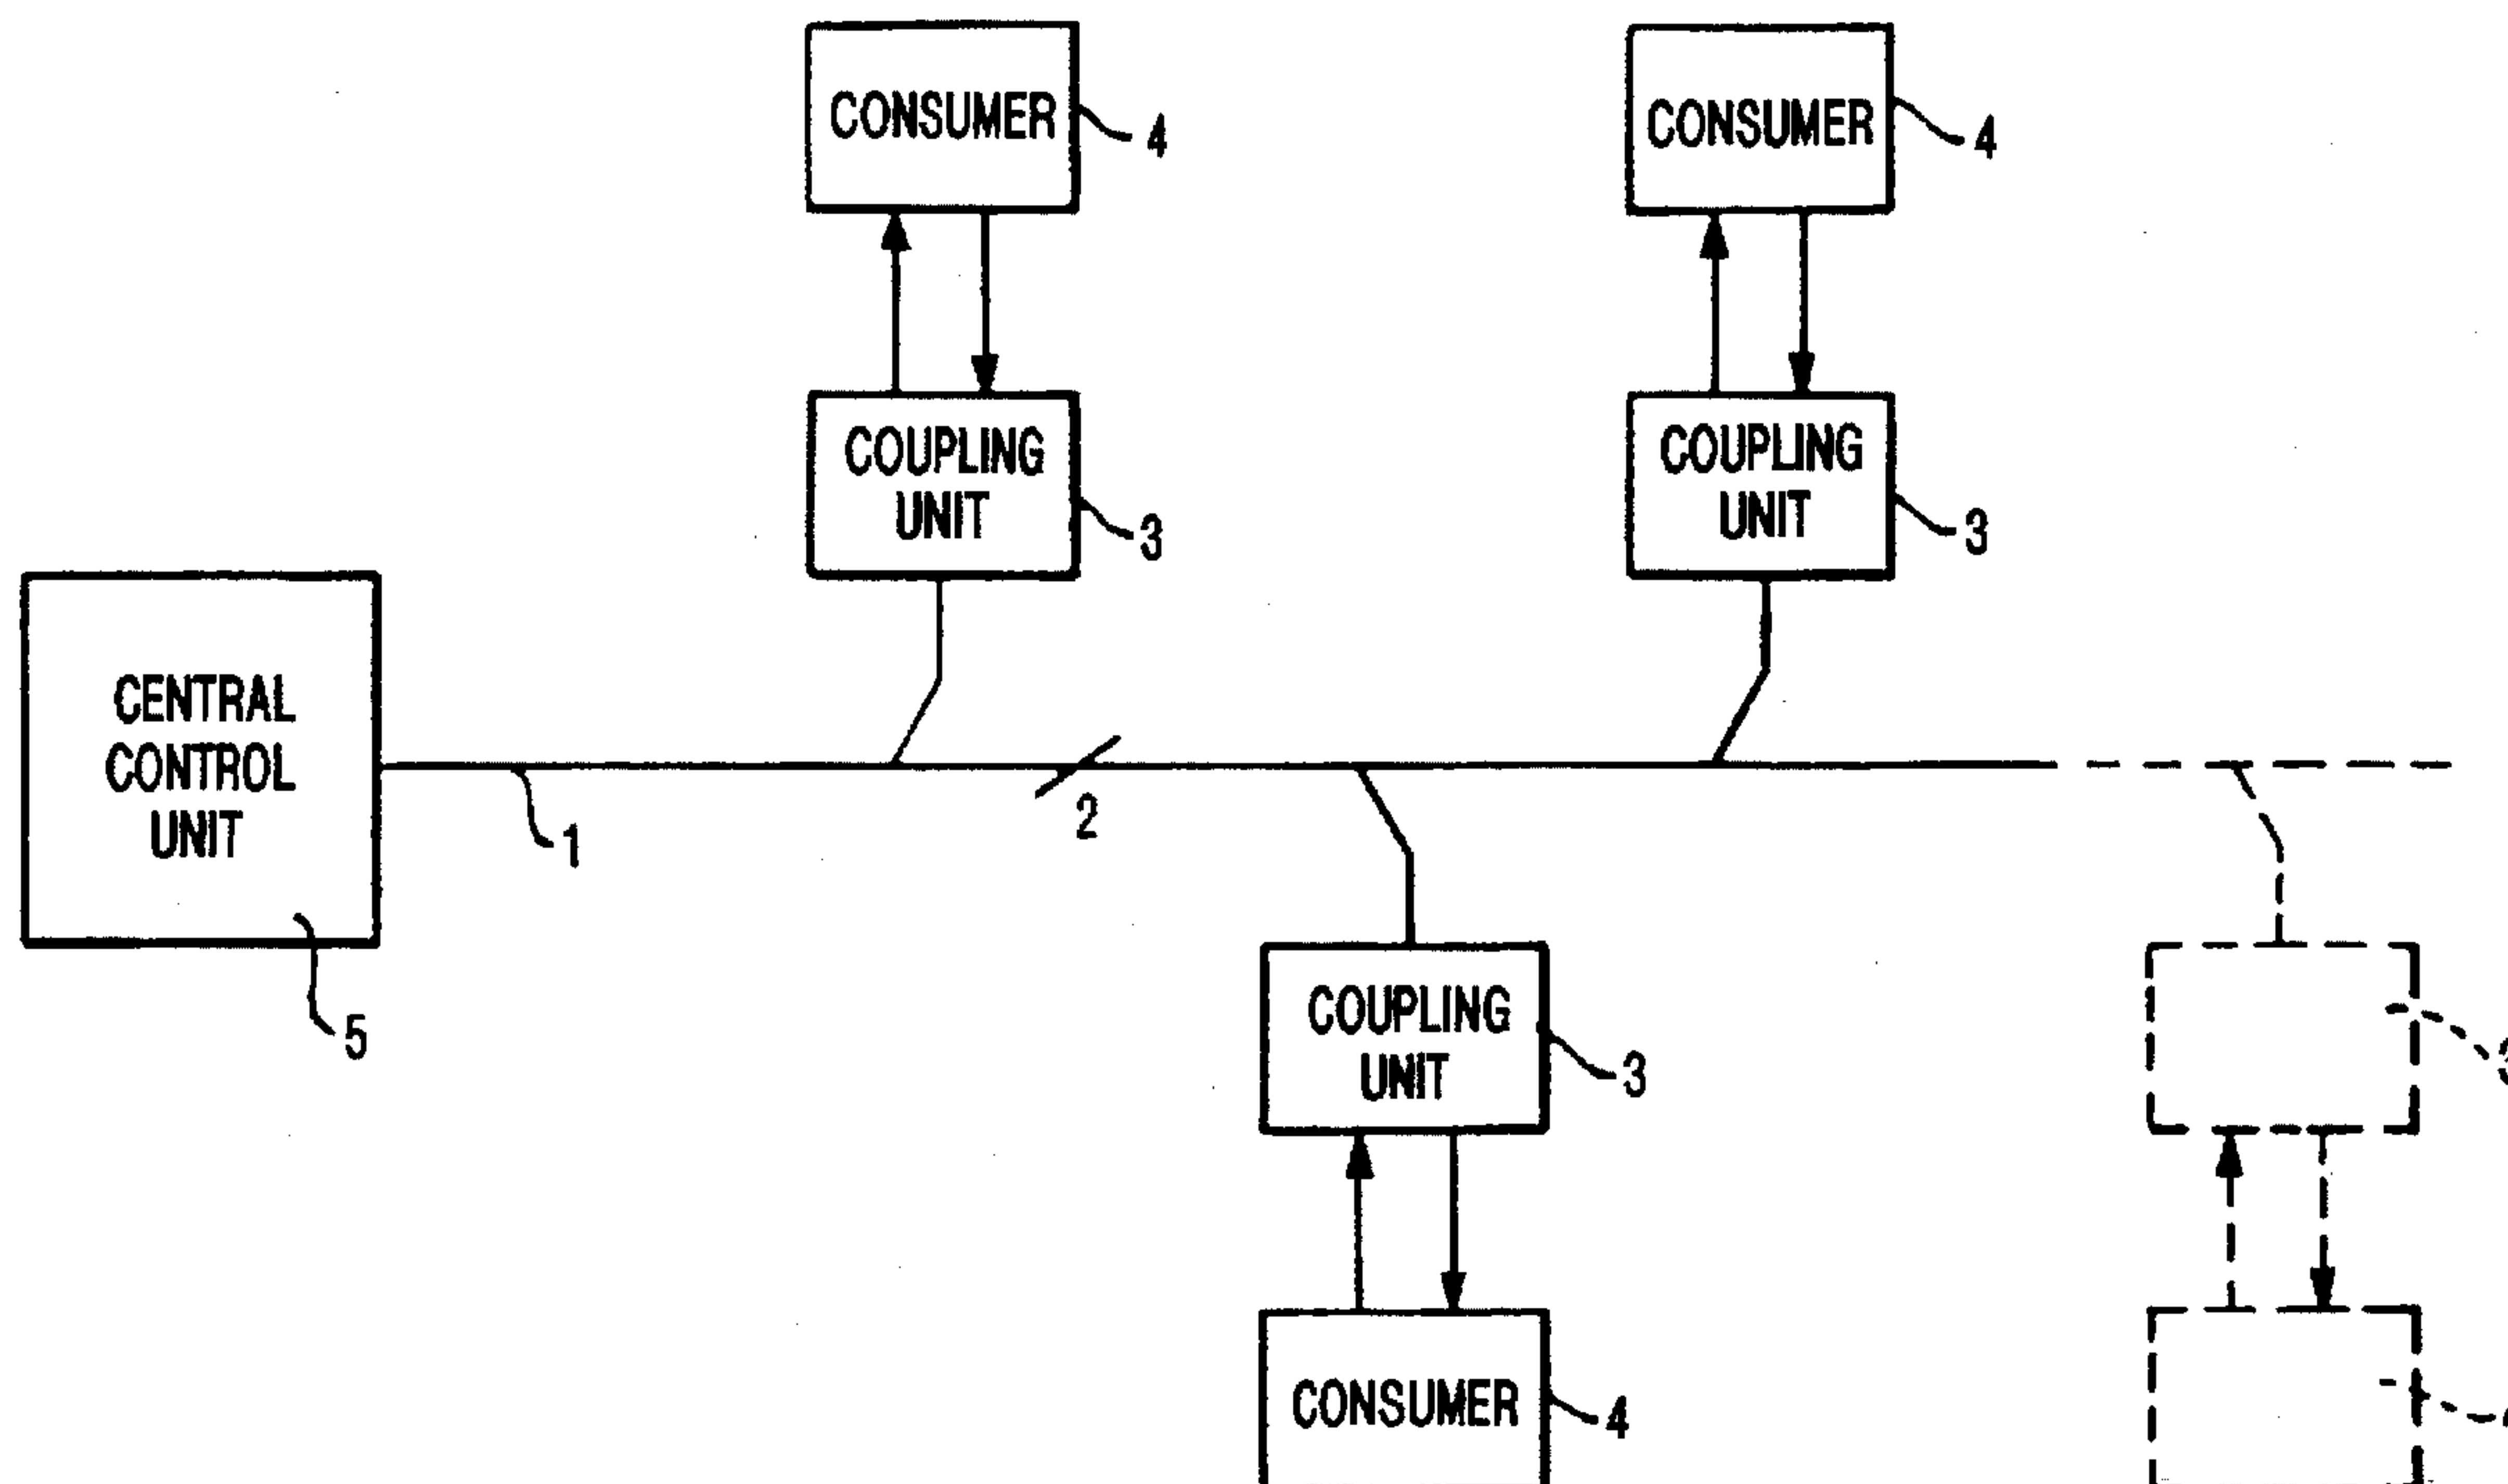 CONSUMER
4
CONSUMER
4
COUPLING
UNIT
3
COUPLING
UNIT
3
CENTRAL
CONTROL
UNIT
1
2
5
COUPLING
UNIT
3
CONSUMER
4